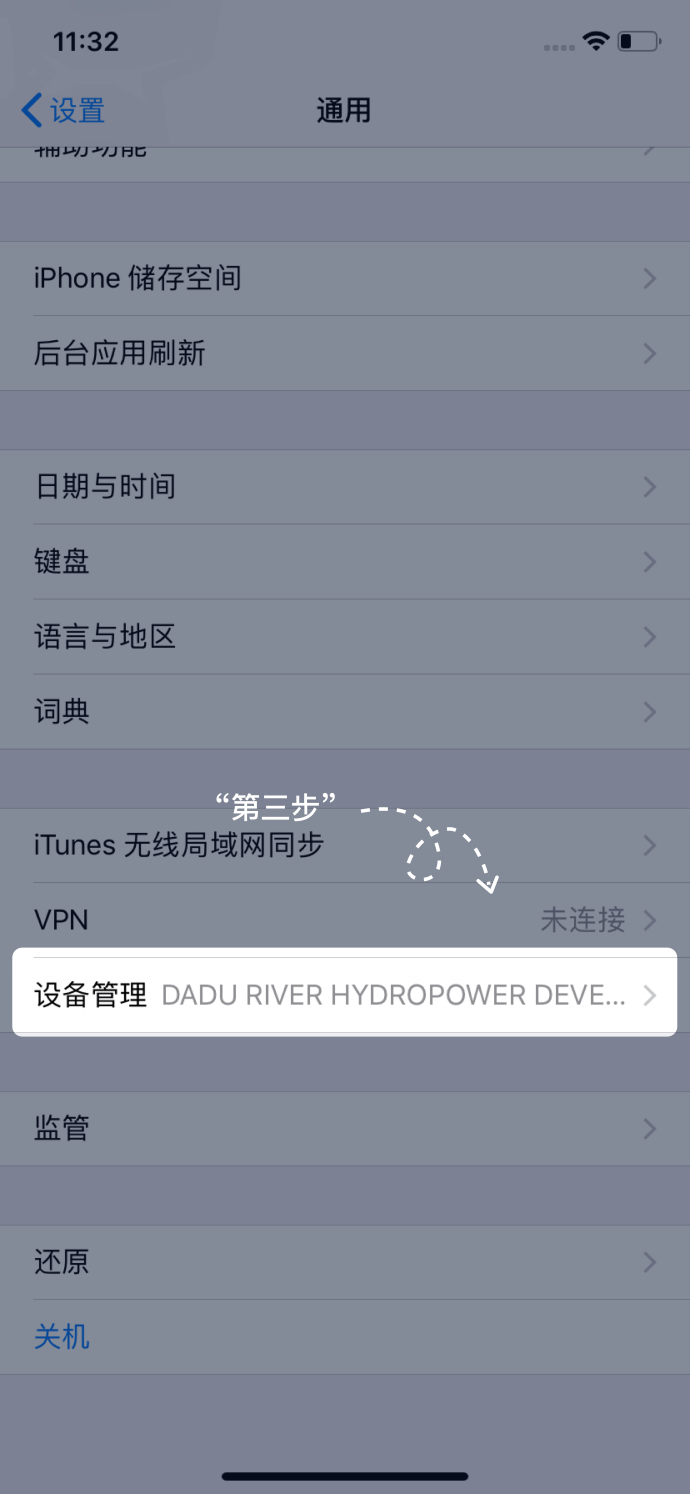 11:32
设置
通用
辅助功能
iPhone 储存空间
后台应用刷新
日期与时间
键盘
语言与地区
词典
“第三步”
iTunes 无线局域网同步
VPN 未连接
设备管理 DADU RIVER HYDROPOWER DEVE...
监管
还原
关机